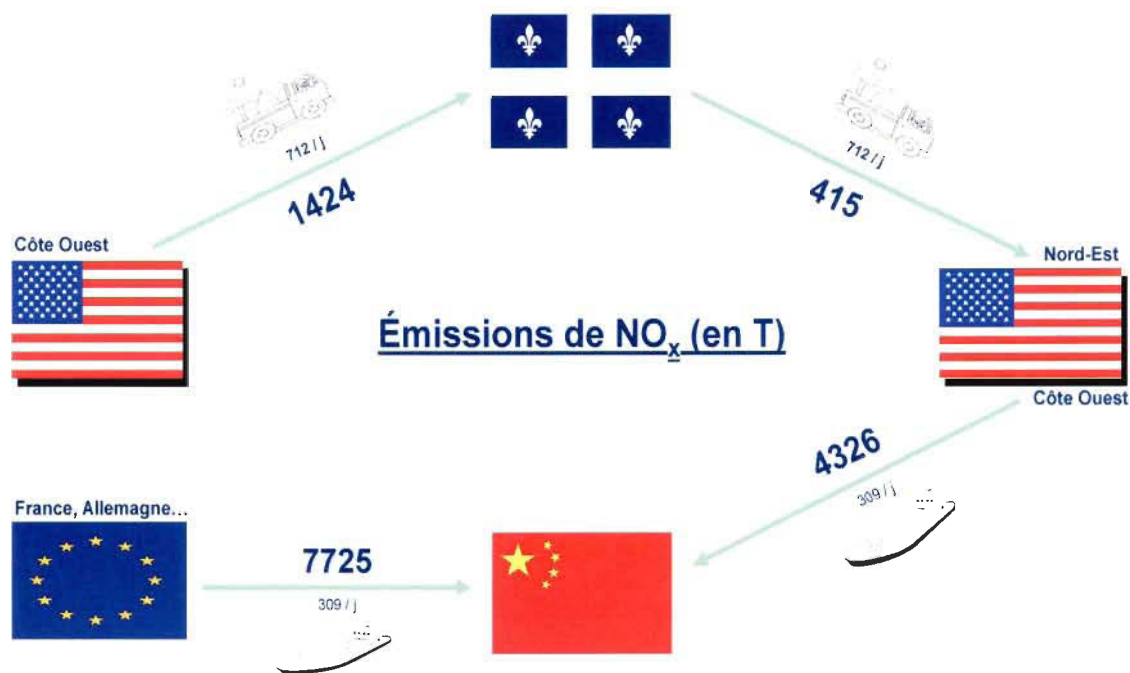 712 / j
1424
712 / j
415
Côte Ouest
Nord-Est
Émissions de NOx (en T)
Côte Ouest
4326
309 / j
France, Allemagne...
7725
309 / j